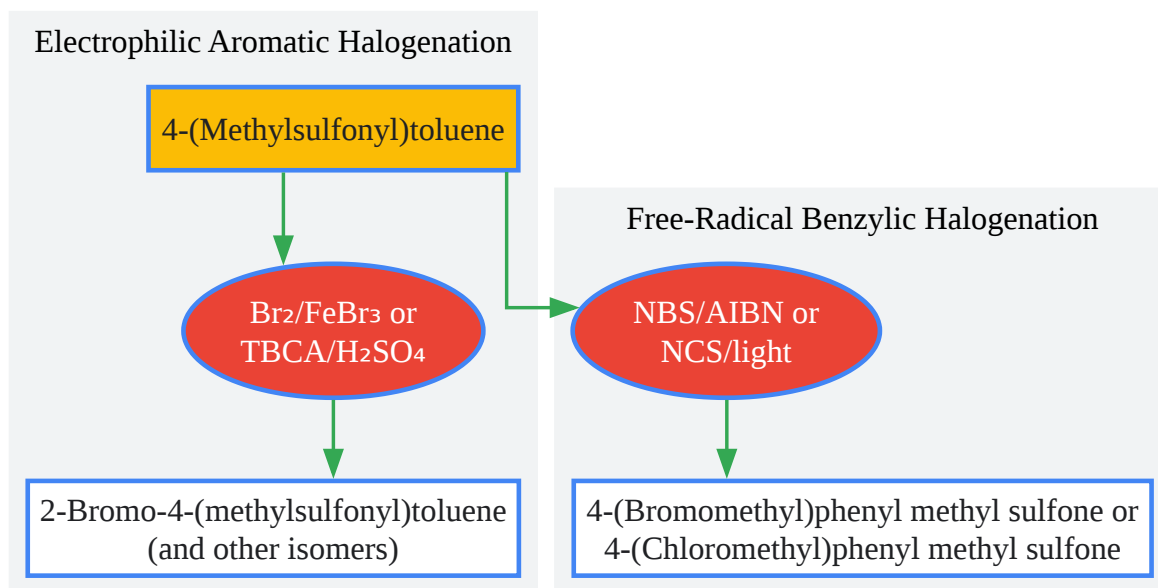 Electrophilic Aromatic Halogenation
4-(Methylsulfonyl)toluene
Free-Radical Benzylic Halogenation
Br₂/FeBr₃ or
TBCA/H₂SO₄
NBS/AIBN or
NCS/light
2-Bromo-4-(methylsulfonyl)toluene
(and other isomers)
4-(Bromomethyl)phenyl methyl sulfone or
4-(Chloromethyl)phenyl methyl sulfone